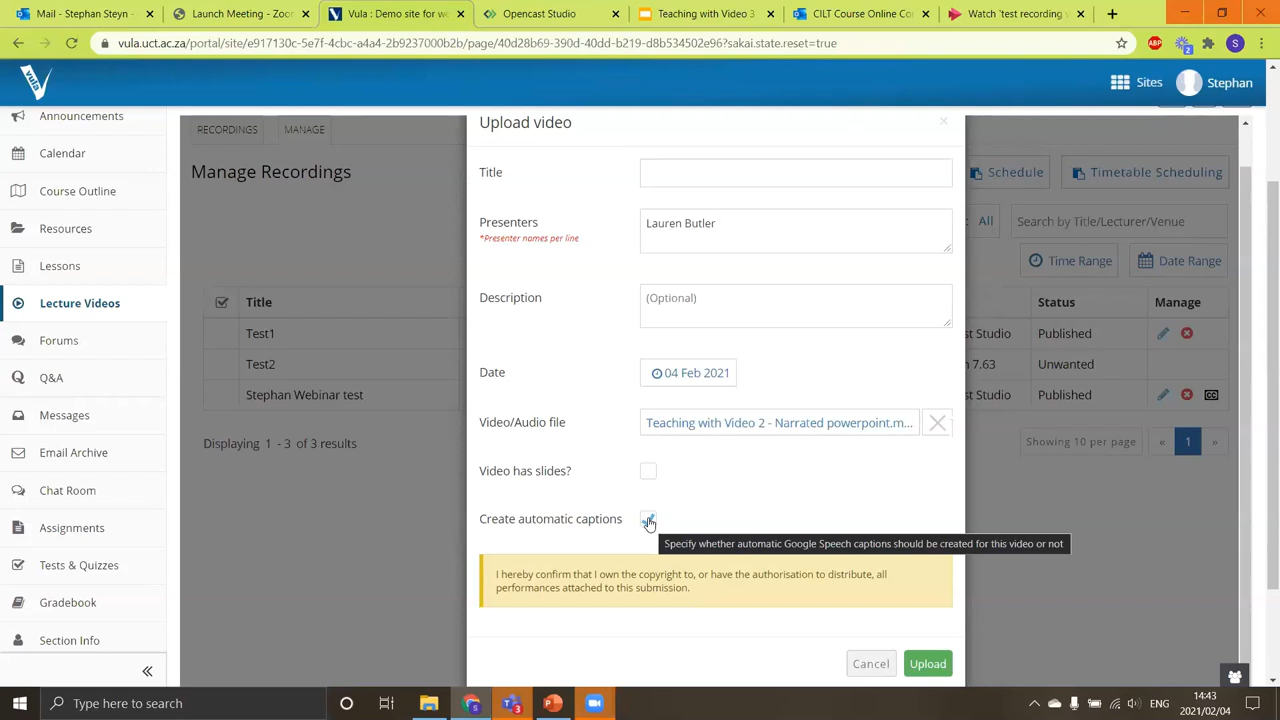 Mail - Stephan Steyn -
Launch Meeting - Zoo
Vula : Demo site for w
Opencast Studio
Teaching with Video 3
CILT Course Online Co
Watch 'test recording
vula.uct.ac.za/portal/site/e917130c-5e7f-4cbc-a4a4-2b9237000b2b/page/40d28b69-390d-40dd-b219-d8b534502e96?sakai.state.reset=true
ABP
2
S
vula
Sites
Stephan
Announcements
Calendar
Course Outline
Resources
Lessons
Lecture Videos
Forums
Q&A
Messages
Email Archive
Chat Room
Assignments
Tests & Quizzes
Gradebook
Section Info
RECORDINGS
MANAGE
Manage Recordings
Schedule
Timetable Scheduling
: All
Search by Title/Lecturer/Venue
Time Range
Date Range
Title
Status
Manage
Test1
st Studio
Published
Test2
n 7.63
Unwanted
Stephan Webinar test
st Studio
Published
Displaying 1 - 3 of 3 results
Showing 10 per page
«
1
»
Upload video
×
Title
Presenters
*Presenter names per line
Lauren Butler
Description
(Optional)
Date
04 Feb 2021
Video/Audio file
Teaching with Video 2 - Narrated powerpoint.m...
Video has slides?
Create automatic captions
Specify whether automatic Google Speech captions should be created for this video or not
I hereby confirm that I own the copyright to, or have the authorisation to distribute, all
performances attached to this submission.
Cancel
Upload
Type here to search
ENG
14:43
2021/02/04